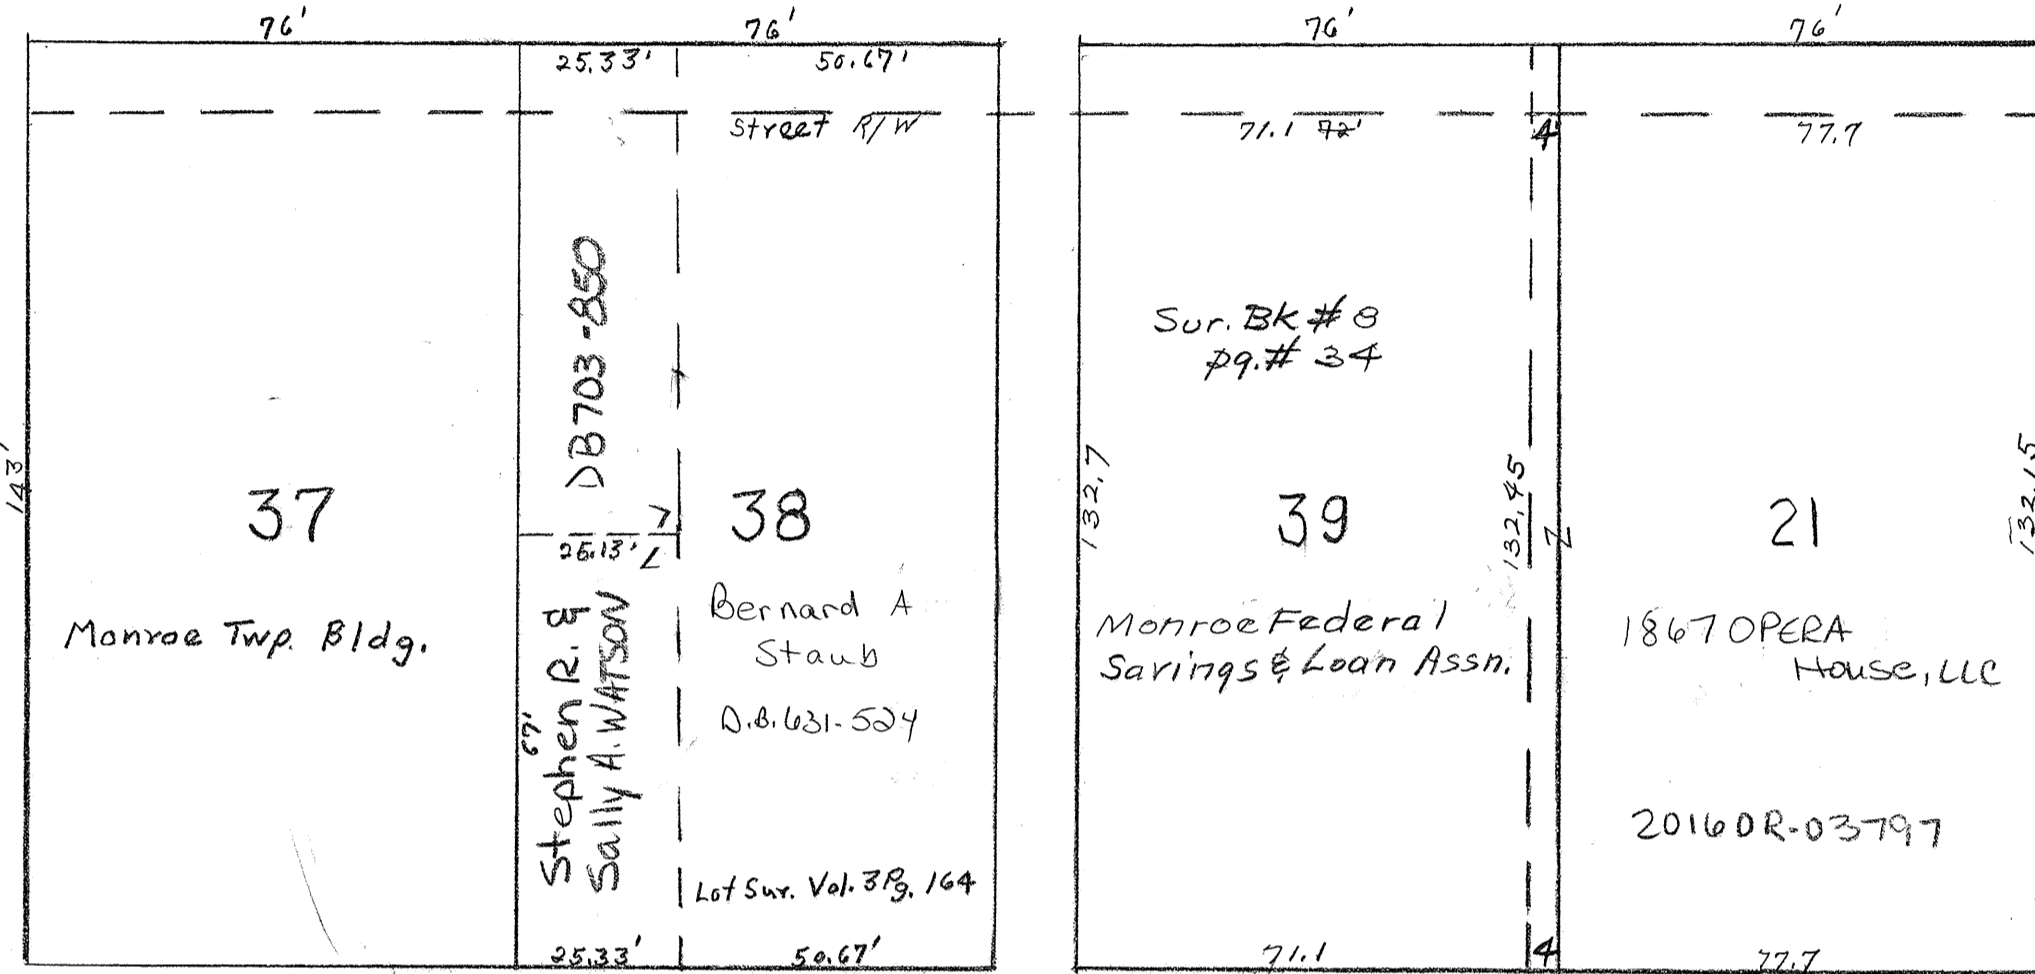 76'
76'
76'
76'
25.33'
50.67'
Street R/W
71.1 72'
4'
77.7
DB703-850
Sur. Bk # 8
pg. # 34
143'
37
38
132.7
39
132.45
Z
21
132.15
Monroe Twp. Bldg.
Stephen R. &
Sally A. WATSON
67'
Bernard A
Staub
D.B. 631-524
Monroe Federal
Savings & Loan Assn.
1867 OPERA
House, LLC
2016OR-03797
Lot Sur. Vol. 3 Pg. 164
25.33'
50.67'
71.1
4
77.7